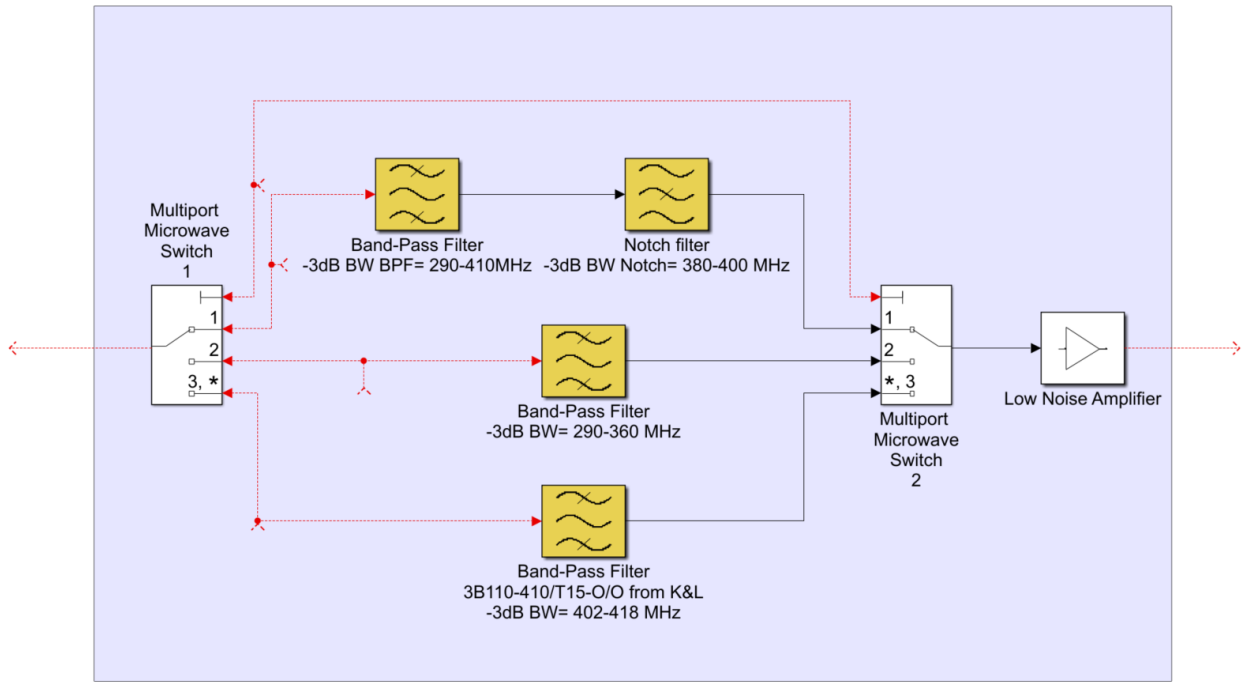 Multiport
Microwave
Switch
1
1
2
3, *
Band-Pass Filter
-3dB BW BPF= 290-410MHz
Notch filter
-3dB BW Notch= 380-400 MHz
Band-Pass Filter
-3dB BW= 290-360 MHz
Band-Pass Filter
3B110-410/T15-O/O from K&L
-3dB BW= 402-418 MHz
1
2
*, 3
Multiport
Microwave
Switch
2
Low Noise Amplifier